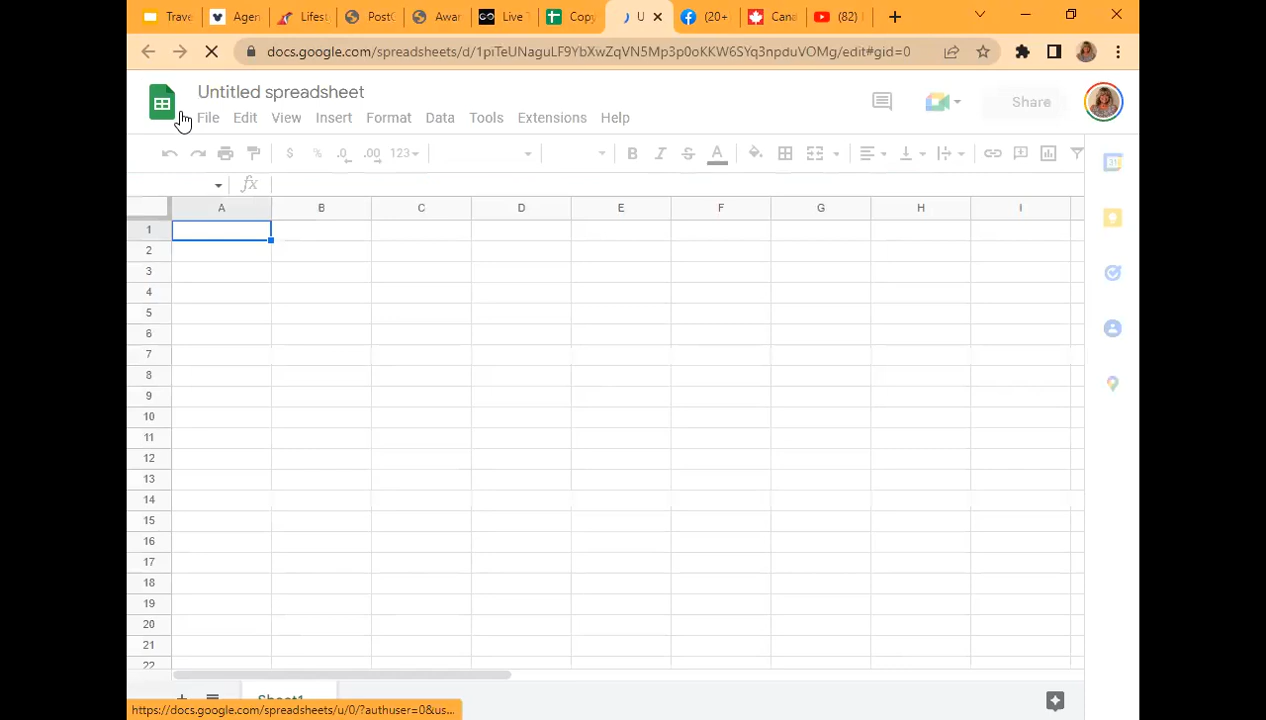 Trave
Agen
Lifest
PostC
Awar
Live T
Copy
U
(20+
Cana
(82)
docs.google.com/spreadsheets/d/1piTeUNaguLF9YbXwZqVN5Mp3p0oKKW6SYq3npduVOMg/edit#gid=0
Untitled spreadsheet
File Edit View Insert Format Data Tools Extensions Help
Share
$ % .0 .00 123
B I S A
fx
A B C D E F G H I
1
2
3
4
5
6
7
8
9
10
11
12
13
14
15
16
17
18
19
20
21
22
Sheet1
https://docs.google.com/spreadsheets/u/0/?authuser=0&us...